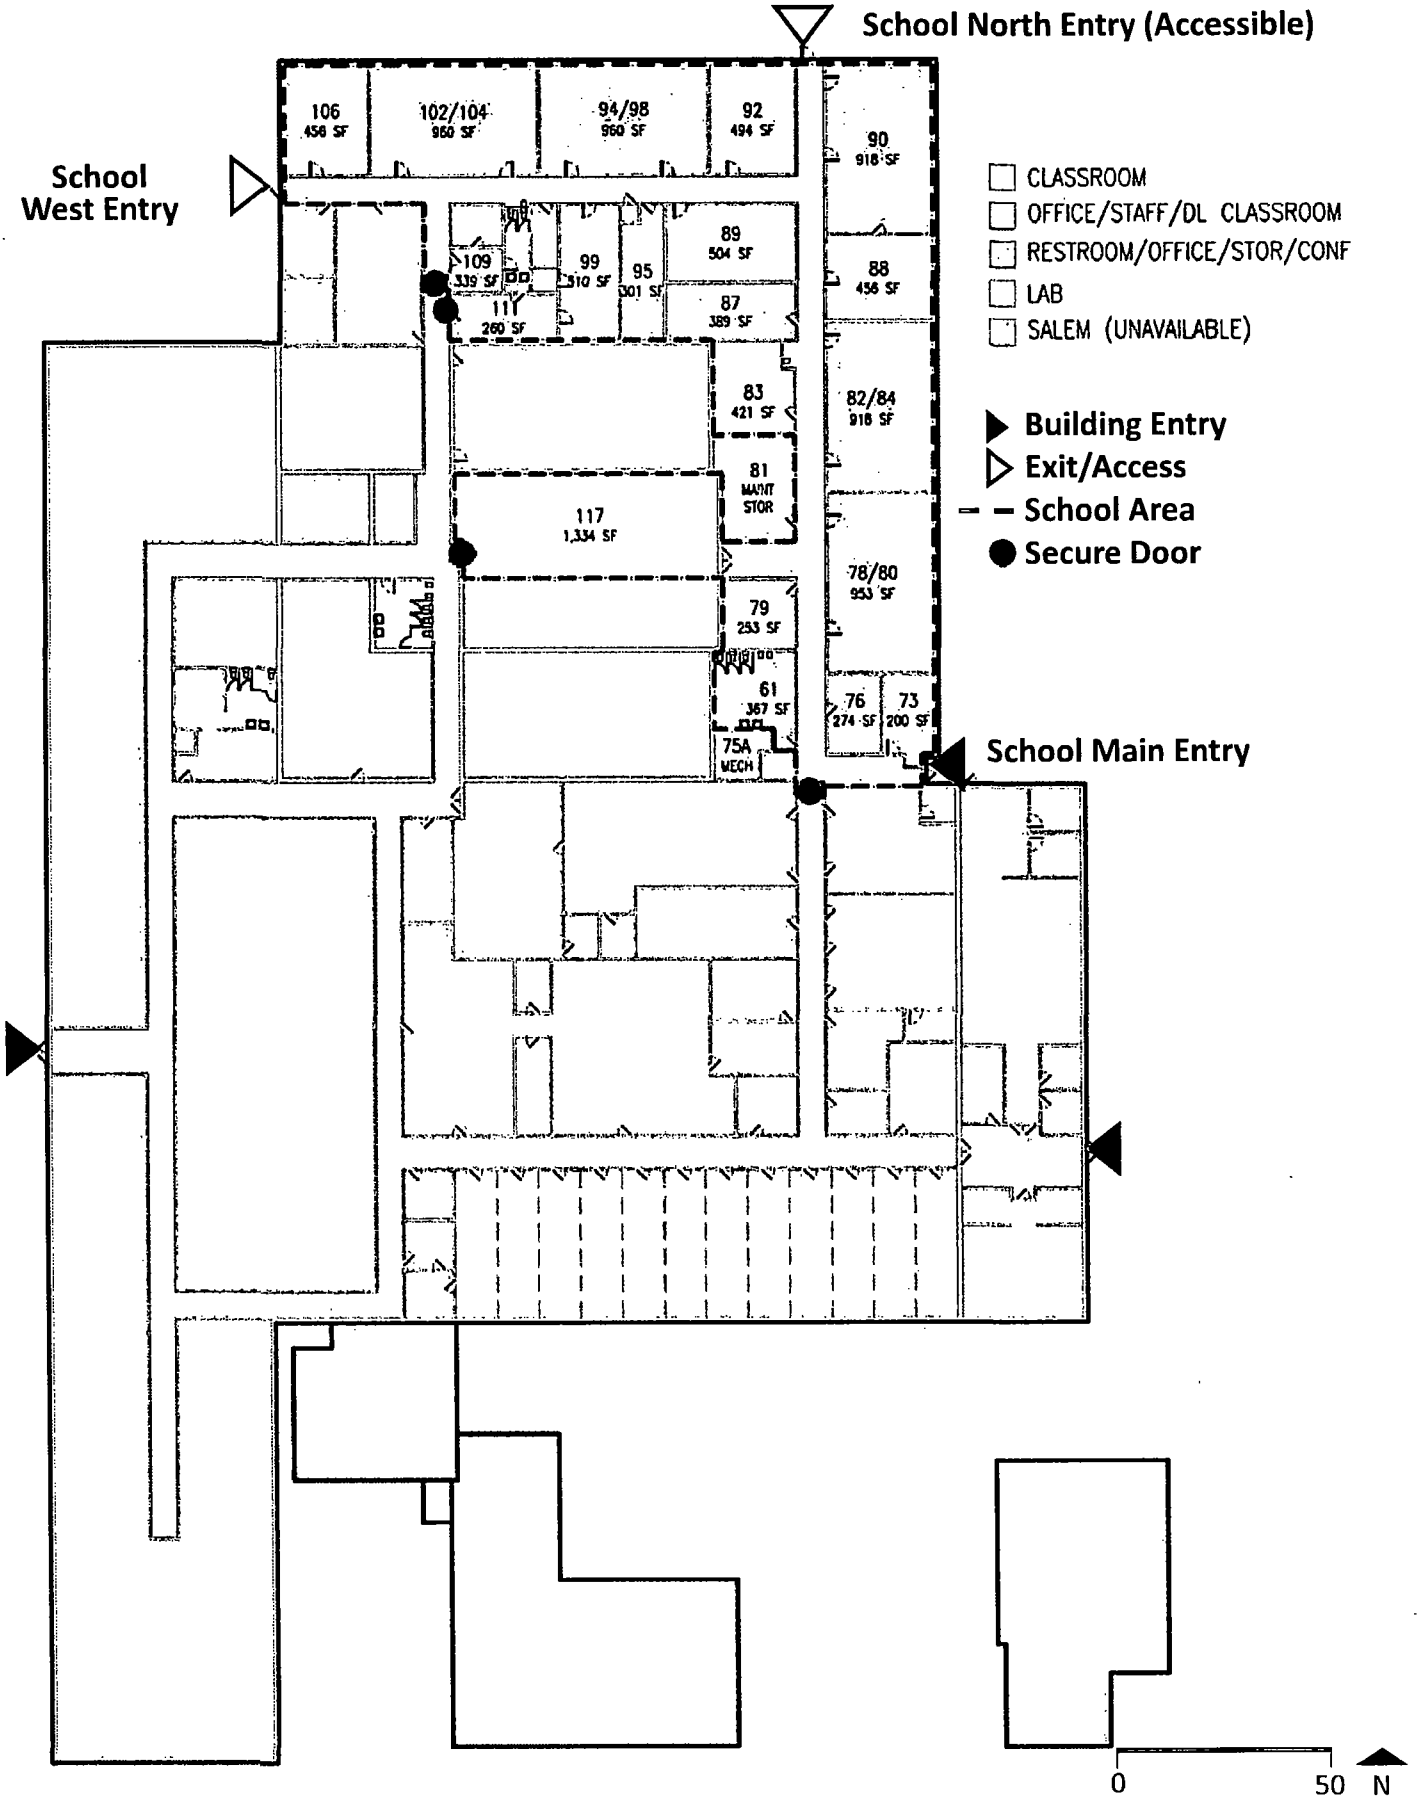 School North Entry (Accessible)
106
456 SF
102/104
960 SF
94/98
960 SF
92
494 SF
90
918 SF
School
West Entry
CLASSROOM
OFFICE/STAFF/DL CLASSROOM
RESTROOM/OFFICE/STOR/CONF
LAB
SALEM (UNAVAILABLE)
109
339 SF
111
260 SF
99
510 SF
95
301 SF
89
504 SF
87
389 SF
88
456 SF
83
421 SF
82/84
918 SF
Building Entry
Exit/Access
School Area
Secure Door
81
MAINT
STOR
117
1,334 SF
78/80
953 SF
79
253 SF
61
367 SF
76
274 SF
73
200 SF
75A
MECH
School Main Entry
0
50
N